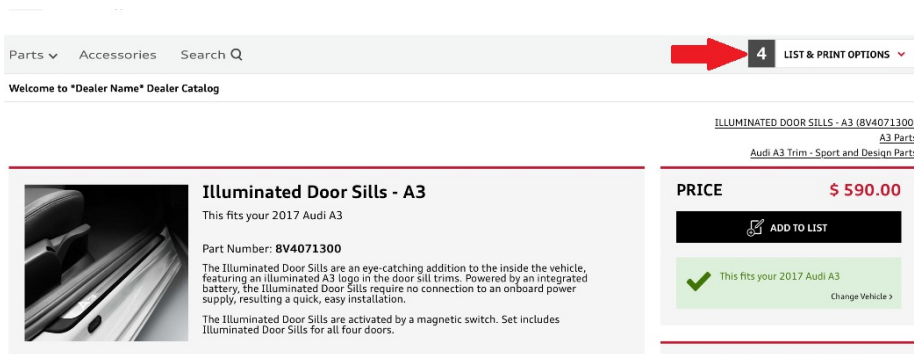 Parts Accessories Search
4 LIST & PRINT OPTIONS
Welcome to *Dealer Name* Dealer Catalog
ILLUMINATED DOOR SILLS - A3 (8V4071300
A3 Parts
Audi A3 Trim - Sport and Design Parts
Illuminated Door Sills - A3
This fits your 2017 Audi A3
Part Number: 8V4071300
The Illuminated Door Sills are an eye-catching addition to the inside the vehicle,
featuring an illuminated A3 logo in the door sill trims. Powered by an integrated
battery, the Illuminated Door Sills require no connection to an onboard power
supply, resulting a quick, easy installation.
The Illuminated Door Sills are activated by a magnetic switch. Set includes
Illuminated Door Sills for all four doors.
PRICE $ 590.00
ADD TO LIST
This fits your 2017 Audi A3
Change Vehicle >